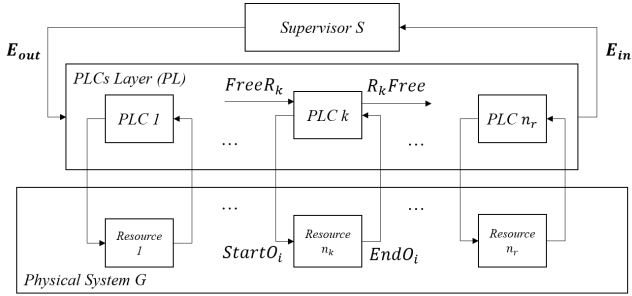 Supervisor S
E_out
E_in
PLCs Layer (PL)
FreeR_k
R_kFree
PLC 1
PLC k
PLC n_r
...
...
...
...
Resource 1
Resource n_k
Resource n_r
StartO_i
EndO_i
Physical System G